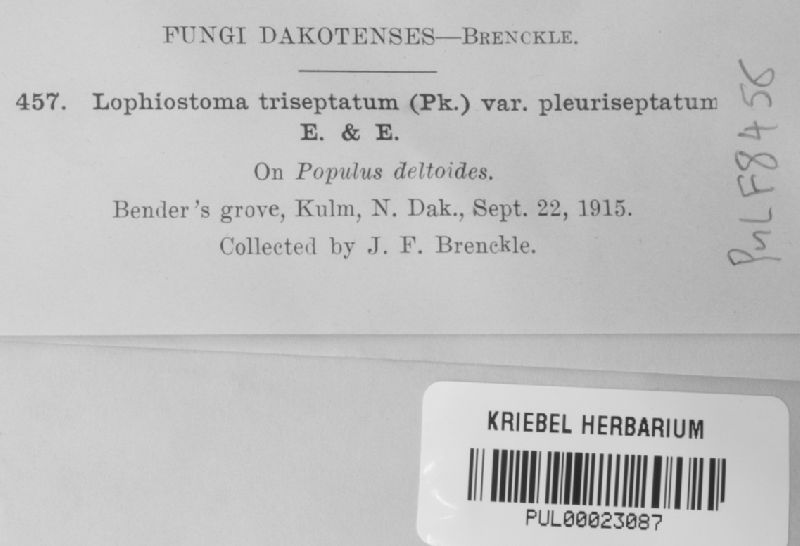 FUNGI DAKOTENSES—BRENCKLE.
457. Lophiostoma triseptatum (Pk.) var. pleuriseptatum
E. & E.
On Populus deltoides.
Bender's grove, Kulm, N. Dak., Sept. 22, 1915.
Collected by J. F. Brenckle.
PuL F8456
KRIEBEL HERBARIUM
PUL00023087